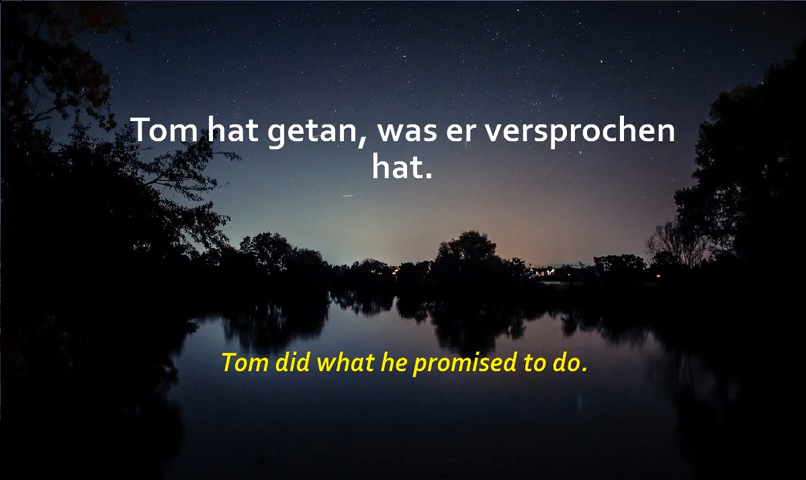 Tom hat getan, was er versprochen
hat.
Tom did what he promised to do.